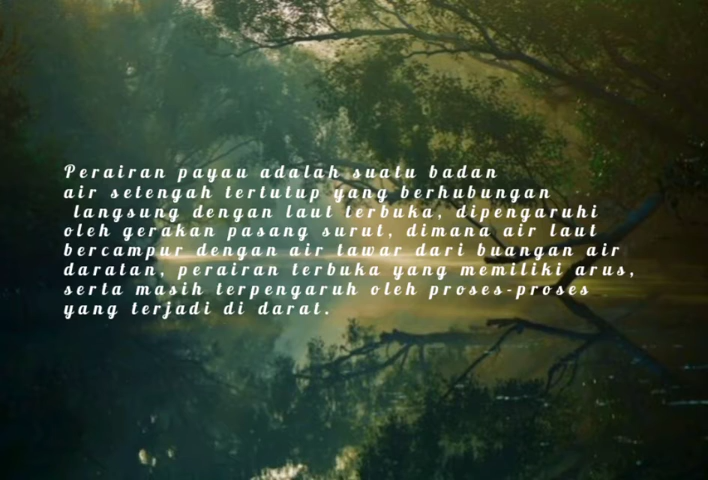 Perairan payau adalah suatu badan
air setengah tertutup yang berhubungan
langsung dengan laut terbuka, dipengaruhi
oleh gerakan pasang surut, dimana air laut
bercampur dengan air tawar dari buangan air
daratan, perairan terbuka yang memiliki arus,
serta masih terpengaruh oleh proses-proses
yang terjadi di darat.